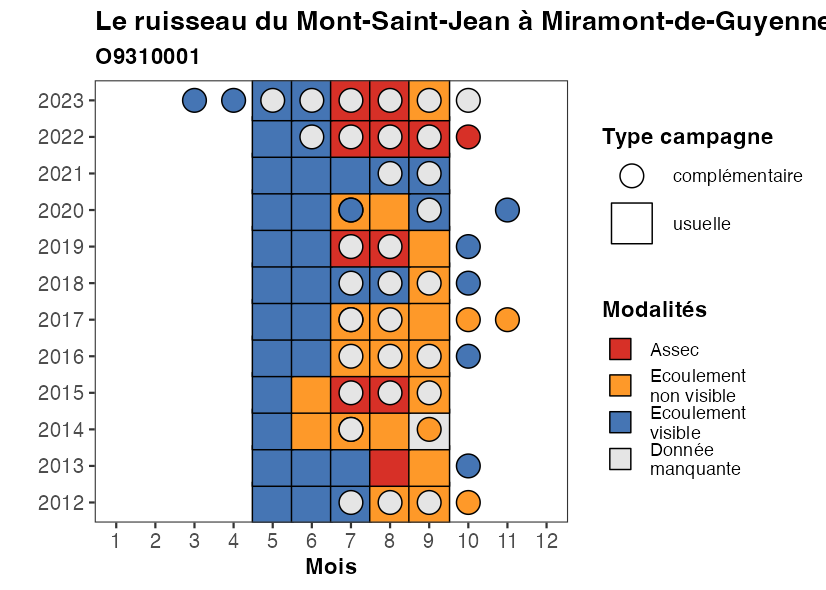 Le ruisseau du Mont-Saint-Jean à Miramont-de-Guyenne
O9310001
2023
2022
2021
2020
2019
2018
2017
2016
2015
2014
2013
2012
1 2 3 4 5 6 7 8 9 10 11 12
Mois
Type campagne
complémentaire
usuelle
Modalités
Assec
Ecoulement
non visible
Ecoulement
visible
Donnée
manquante